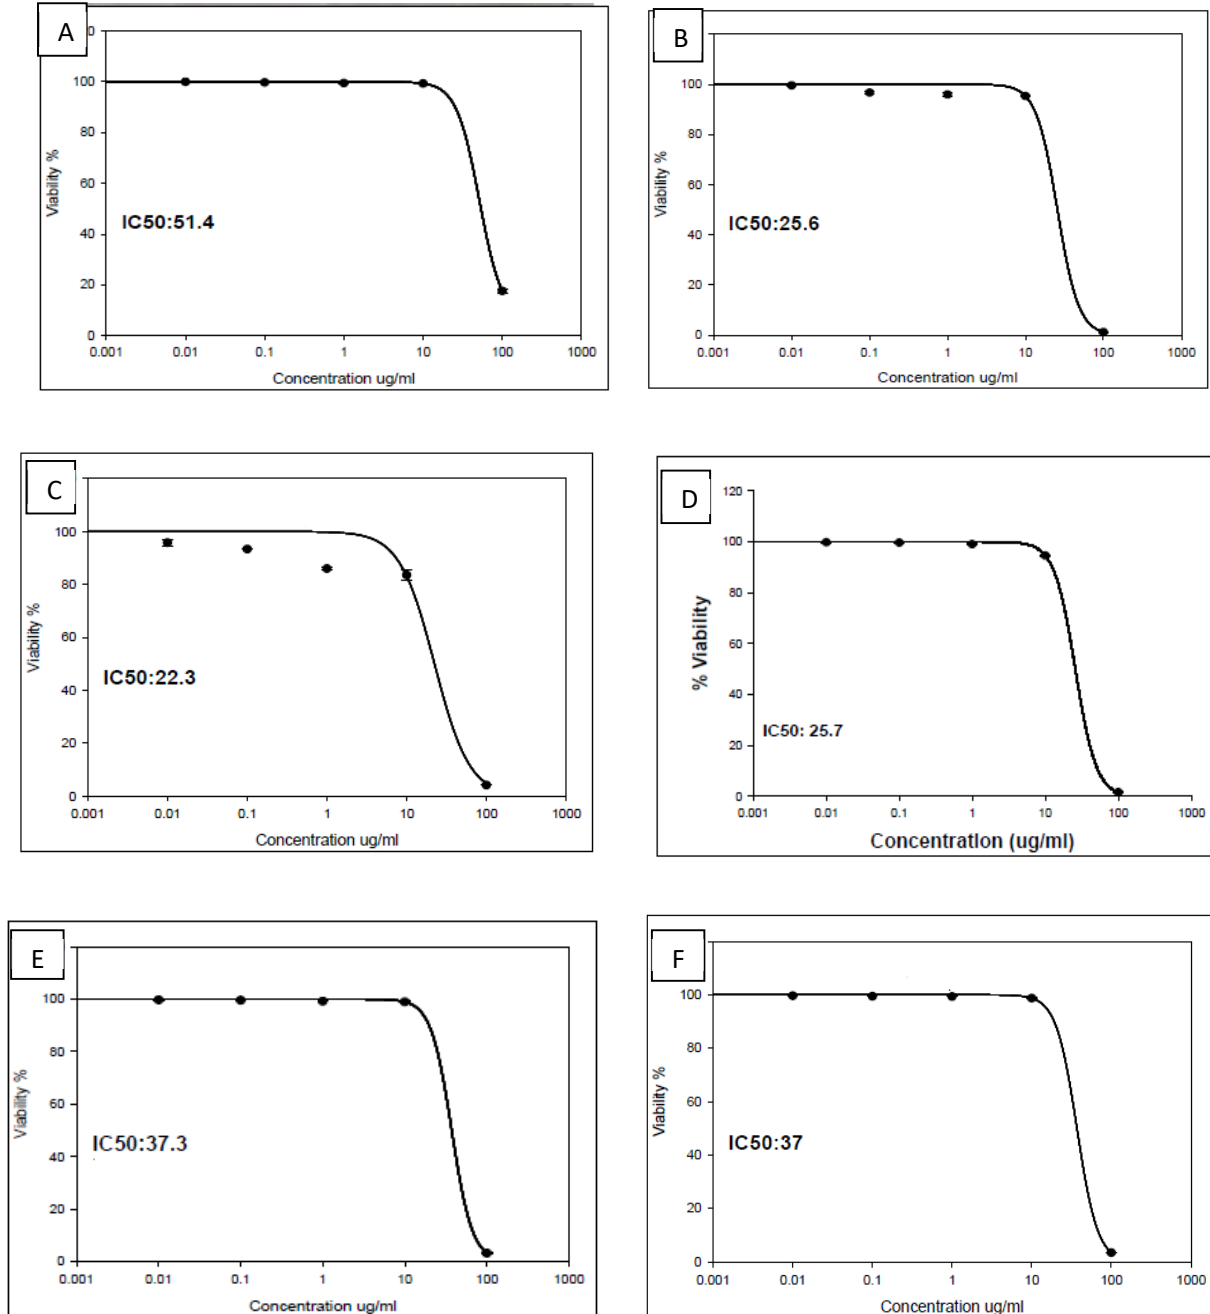 A
0
100
80
60
40
20
0
Viability %
IC50:51.4
0.001 0.01 0.1 1 10 100 1000
Concentration ug/ml
B
100
80
60
40
20
0
Viability %
IC50:25.6
0.001 0.01 0.1 1 10 100 1000
Concentration ug/ml
C
100
80
60
40
20
0
Viability %
IC50:22.3
0.001 0.01 0.1 1 10 100 1000
Concentration ug/ml
D
120
100
80
60
40
20
0
% Viability
IC50: 25.7
0.001 0.01 0.1 1 10 100 1000
Concentration (ug/ml)
E
100
80
60
40
20
0
Viability %
IC50:37.3
0.001 0.01 0.1 1 10 100 1000
Concentration ug/ml
F
100
80
60
40
20
0
Viability %
IC50:37
0.001 0.01 0.1 1 10 100 1000
Concentration ug/ml